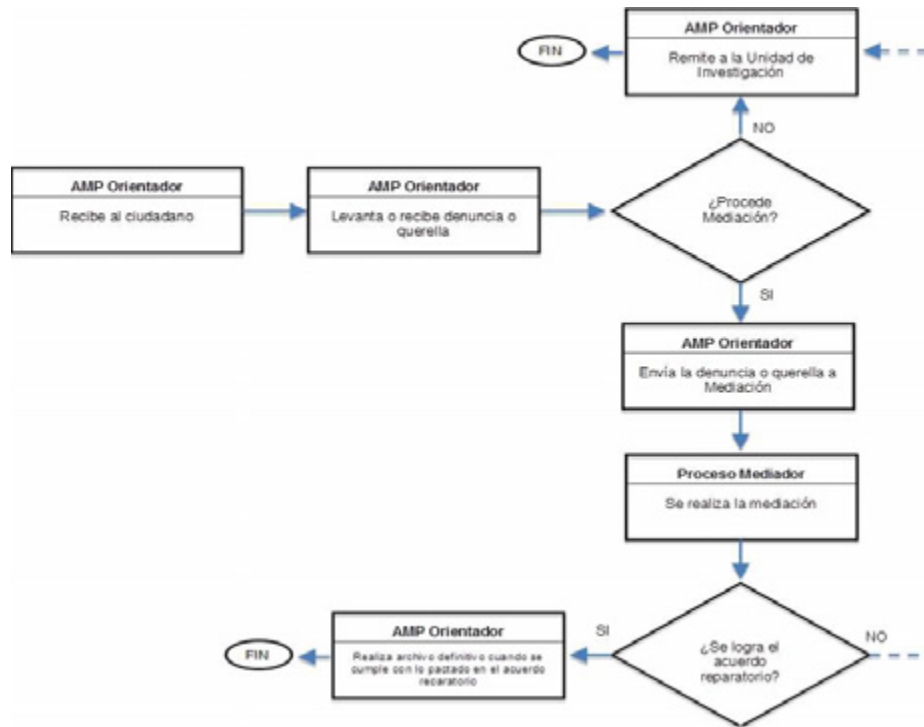 AMP Orientador
Remite a la Unidad de
Investigación
FIN
NO
AMP Orientador
Recibe al ciudadano
AMP Orientador
Levanta o recibe denuncia o
querella
¿Procede
Mediación?
SI
AMP Orientador
Envía la denuncia o querella a
Mediación
Proceso Mediador
Se realiza la mediación
¿Se logra el
acuerdo
reparatorio?
NO
SI
AMP Orientador
Realiza archivo definitivo cuando se
cumple con lo pactado en el acuerdo
reparatorio
FIN